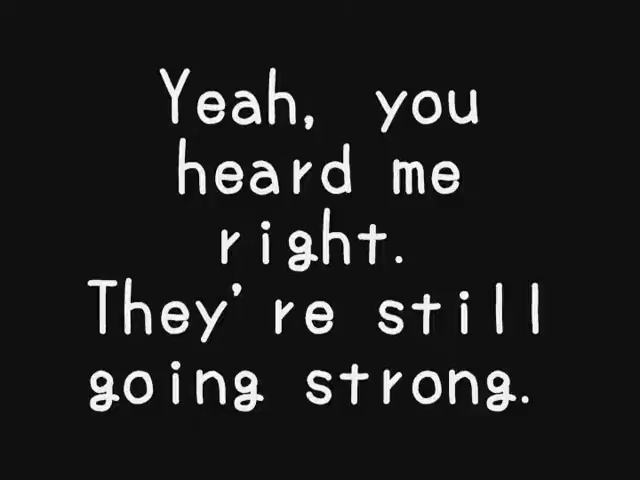 Yeah, you
heard me
right.
They're still
going strong.